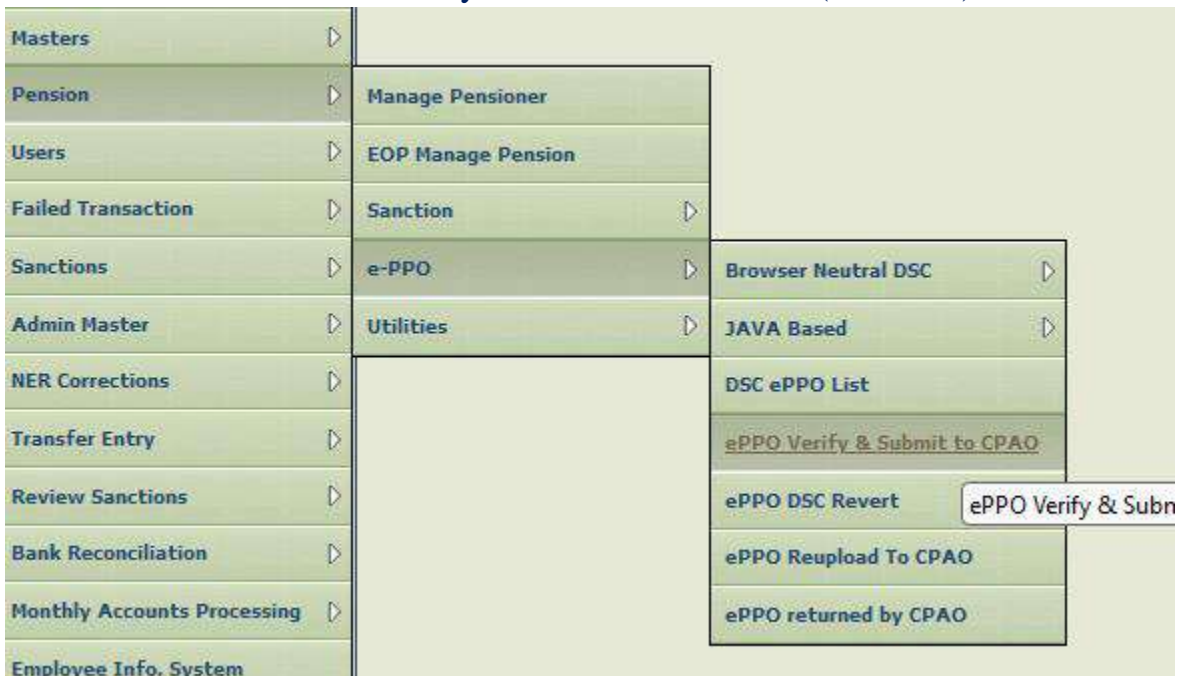 Masters
Pension
Users
Failed Transaction
Sanctions
Admin Master
NER Corrections
Transfer Entry
Review Sanctions
Bank Reconciliation
Monthly Accounts Processing
Employee Info. System
Manage Pensioner
EOP Manage Pension
Sanction
e-PPO
Utilities
Browser Neutral DSC
JAVA Based
DSC ePPO List
ePPO Verify & Submit to CPAO
ePPO DSC Revert
ePPO Verify & Subn
ePPO Reupload To CPAO
ePPO returned by CPAO